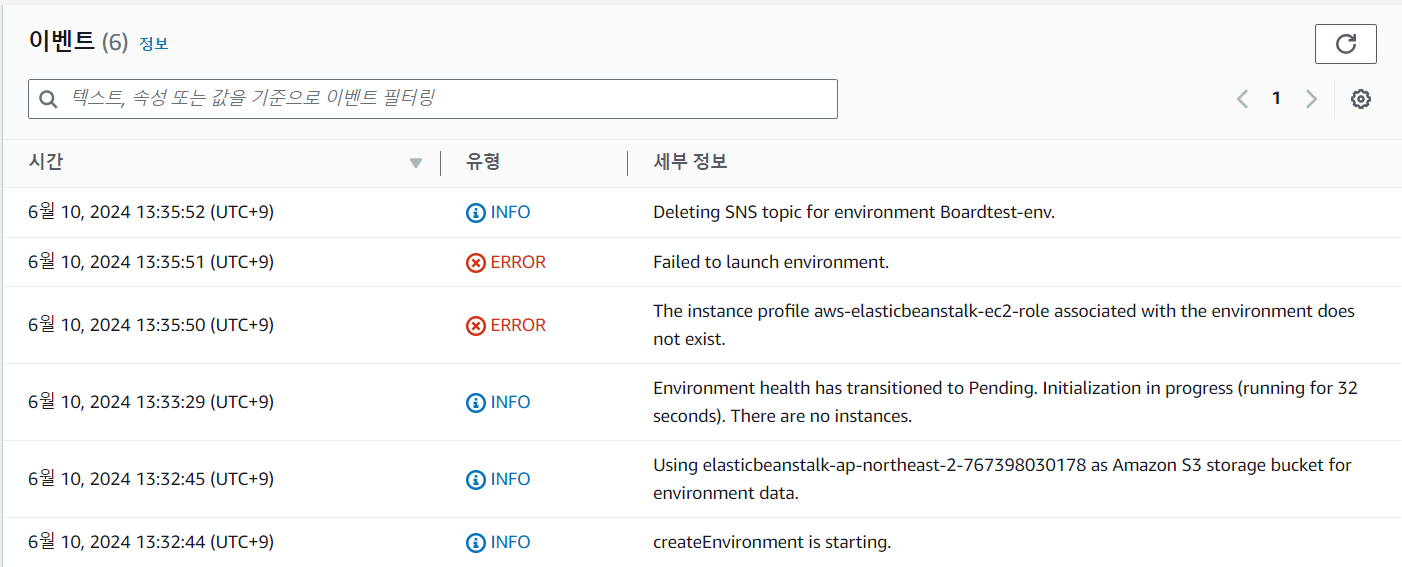 이벤트 (6) 정보
텍스트, 속성 또는 값을 기준으로 이벤트 필터링
1
시간 유형 세부 정보
6월 10, 2024 13:35:52 (UTC+9) INFO Deleting SNS topic for environment Boardtest-env.
6월 10, 2024 13:35:51 (UTC+9) ERROR Failed to launch environment.
6월 10, 2024 13:35:50 (UTC+9) ERROR The instance profile aws-elasticbeanstalk-ec2-role associated with the environment does
not exist.
6월 10, 2024 13:33:29 (UTC+9) INFO Environment health has transitioned to Pending. Initialization in progress (running for 32
seconds). There are no instances.
6월 10, 2024 13:32:45 (UTC+9) INFO Using elasticbeanstalk-ap-northeast-2-767398030178 as Amazon S3 storage bucket for
environment data.
6월 10, 2024 13:32:44 (UTC+9) INFO createEnvironment is starting.